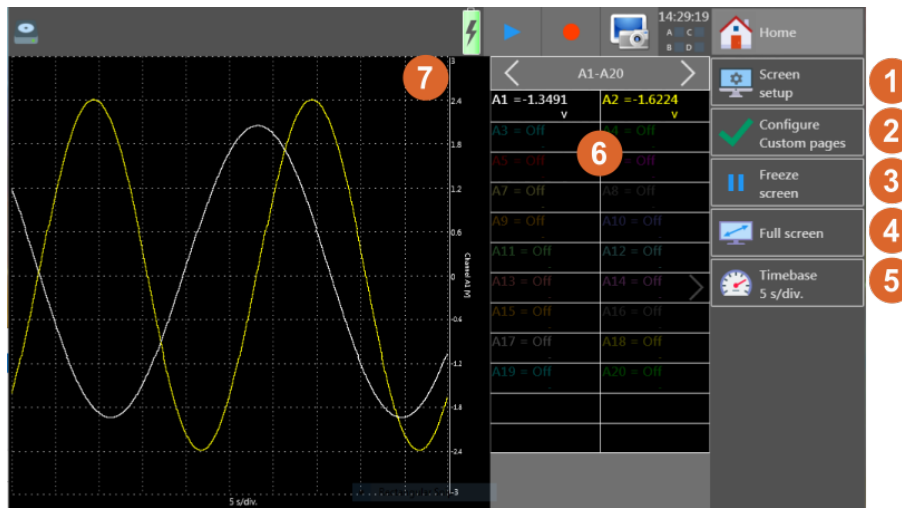 14:29:19
A C
B D
Home
7
3
2.4
1.8
1.2
0.6
0
-0.6
-1.2
-1.8
-2.4
-3
Channel A1 [V]
5 s/div.
A1-A20
A1 =-1.3491
V
A2 =-1.6224
V
A3 = Off
A4 = Off
A5 = Off
= Off
6
A7 = Off
A8 = Off
A9 = Off
A10 = Off
A11 = Off
A12 = Off
A13 = Off
A14 = Off
A15 = Off
A16 = Off
A17 = Off
A18 = Off
A19 = Off
A20 = Off
Screen
setup
1
Configure
Custom pages
2
Freeze
screen
3
Full screen
4
Timebase
5 s/div.
5